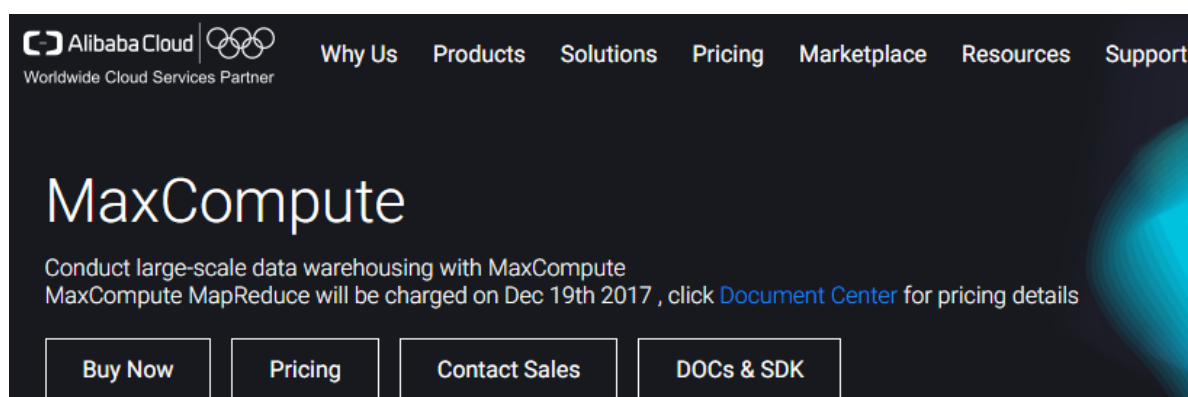 Alibaba Cloud
Worldwide Cloud Services Partner
Why Us Products Solutions Pricing Marketplace Resources Support
MaxCompute
Conduct large-scale data warehousing with MaxCompute
MaxCompute MapReduce will be charged on Dec 19th 2017 , click Document Center for pricing details
Buy Now Pricing Contact Sales DOCs & SDK